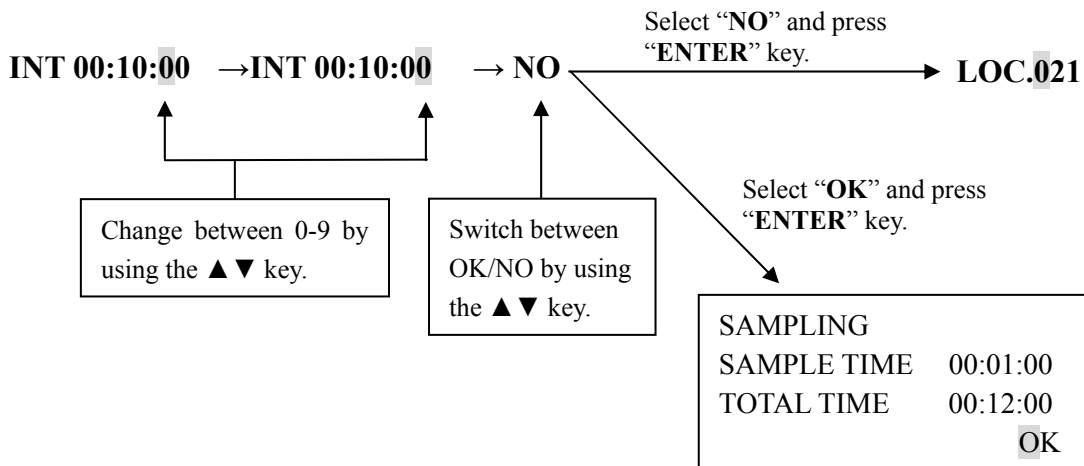 Select “NO” and press
“ENTER” key.
INT 00:10:00 →INT 00:10:00 → NO LOC.021
Select “OK” and press
“ENTER” key.
Change between 0-9 by
using the ▲▼ key.
Switch between
OK/NO by using
the ▲▼ key.
SAMPLING
SAMPLE TIME 00:01:00
TOTAL TIME 00:12:00
OK